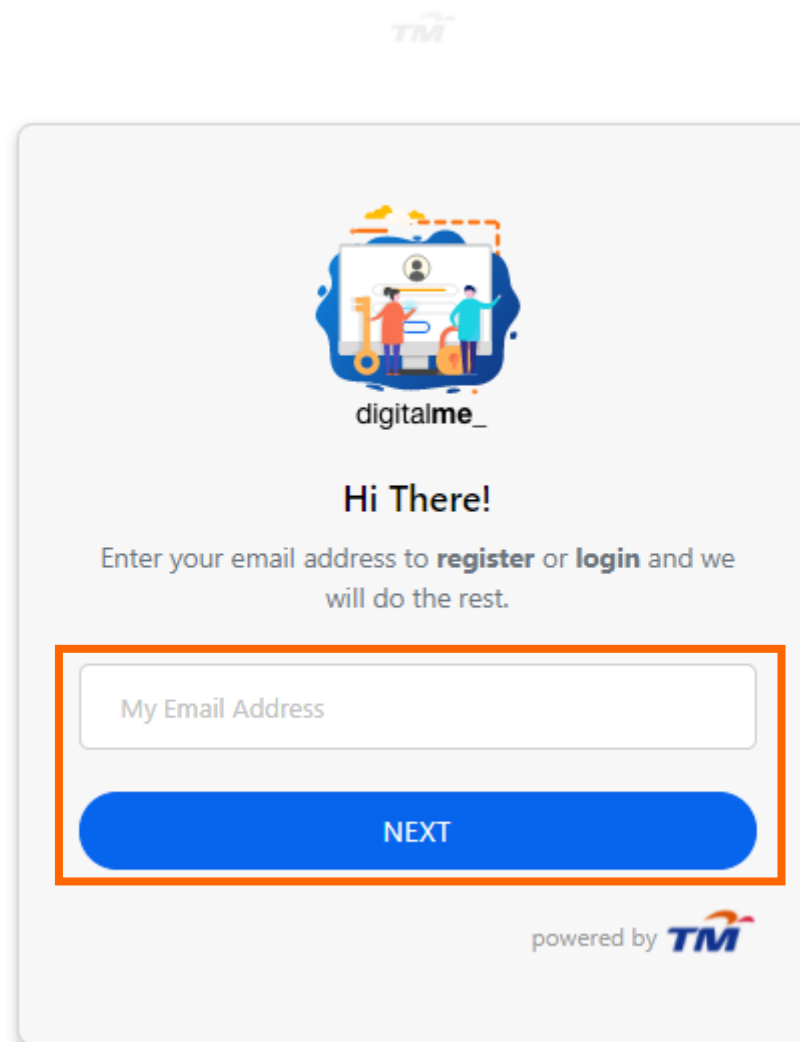 TM
digitalme_
Hi There!
Enter your email address to register or login and we
will do the rest.
My Email Address
NEXT
powered by TM